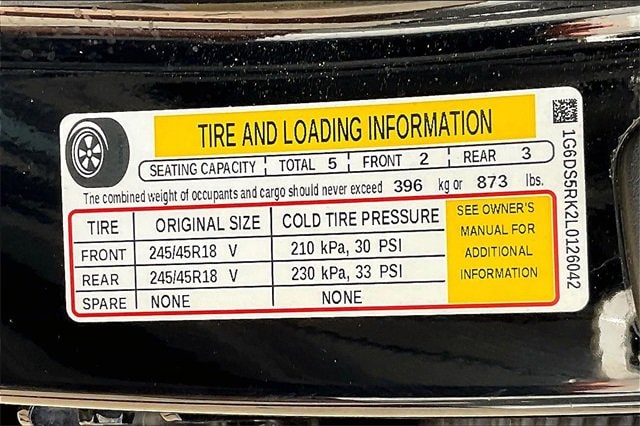 TIRE AND LOADING INFORMATION
SEATING CAPACITY TOTAL 5 FRONT 2 REAR 3
The combined weight of occupants and cargo should never exceed 396 kg or 873 lbs.
TIRE ORIGINAL SIZE COLD TIRE PRESSURE
FRONT 245/45R18 V 210 kPa, 30 PSI
REAR 245/45R18 V 230 kPa, 33 PSI
SPARE NONE NONE
SEE OWNER'S
MANUAL FOR
ADDITIONAL
INFORMATION
1G6DS5RK2L0126042